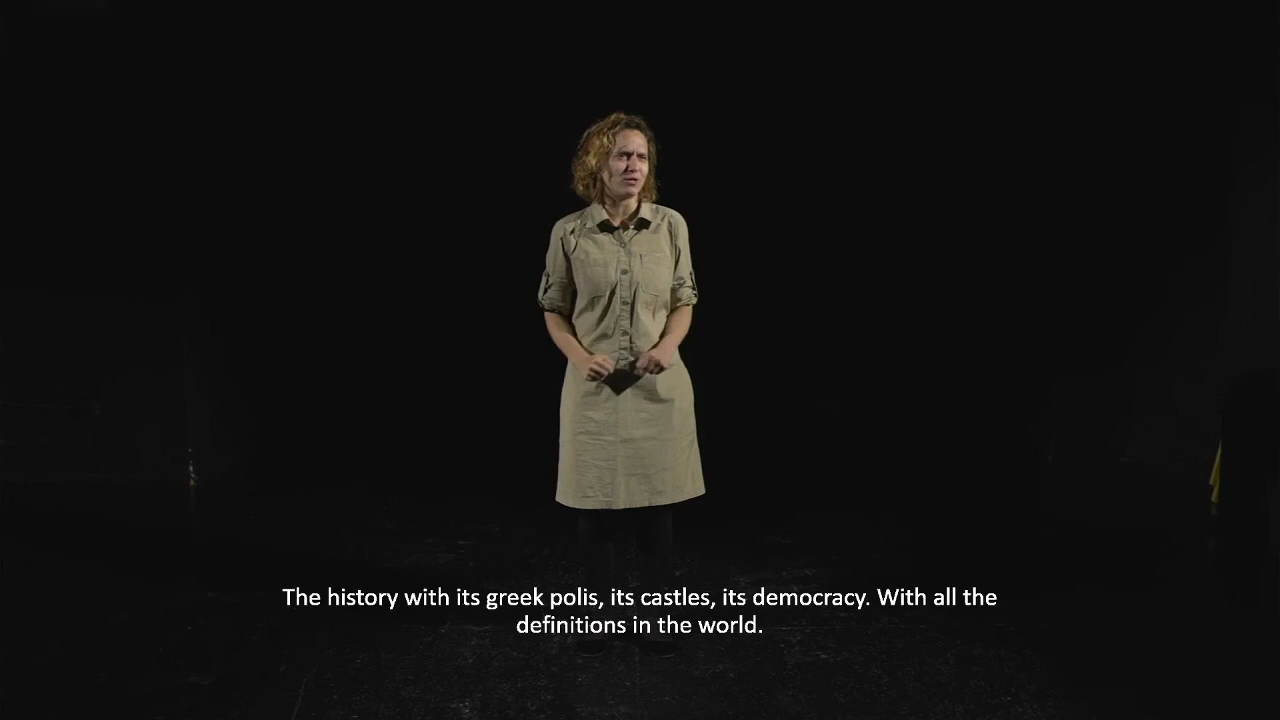 The history with its greek polis, its castles, its democracy. With all the
definitions in the world.